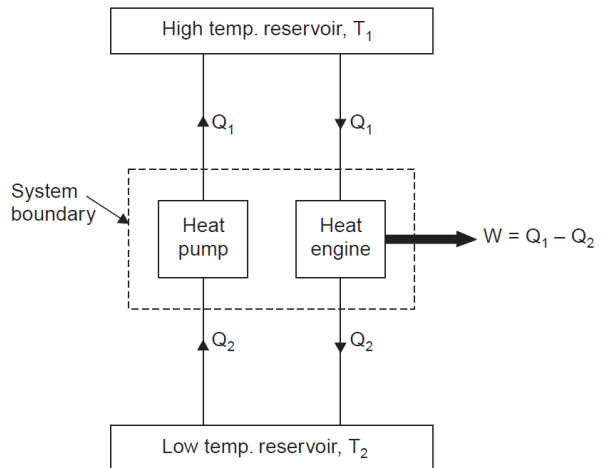 High temp. reservoir, T₁
Q₁
Q₁
System
boundary
Heat
pump
Heat
engine
W = Q₁ – Q₂
Q₂
Q₂
Low temp. reservoir, T₂